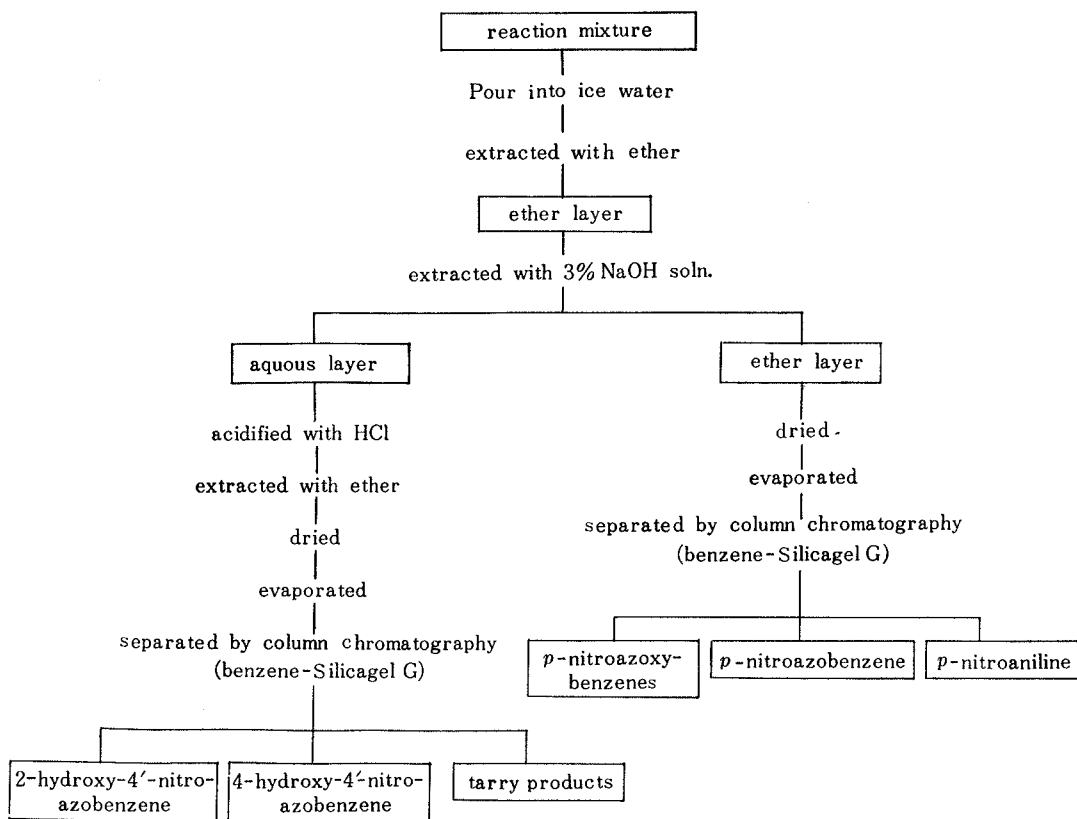 reaction mixture
Pour into ice water
extracted with ether
ether layer
extracted with 3% NaOH soln.
aquous layer
acidified with HCl
extracted with ether
dried
evaporated
separated by column chromatography
(benzene-Silicagel G)
2-hydroxy-4′-nitro-
azobenzene
4-hydroxy-4′-nitro-
azobenzene
tarry products
ether layer
dried
evaporated
separated by column chromatography
(benzene-Silicagel G)
p-nitroazoxy-
benzenes
p-nitroazobenzene
p-nitroaniline